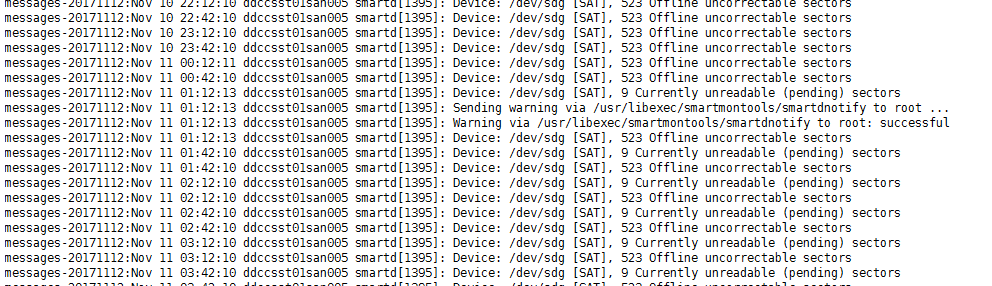 messages-20171112:Nov 10 22:12:10 ddccsst01san005 smartd[1395]: Device: /dev/sdg [SAT], 523 Offline uncorrectable sectors
messages-20171112:Nov 10 22:42:10 ddccsst01san005 smartd[1395]: Device: /dev/sdg [SAT], 523 Offline uncorrectable sectors
messages-20171112:Nov 10 23:12:10 ddccsst01san005 smartd[1395]: Device: /dev/sdg [SAT], 523 Offline uncorrectable sectors
messages-20171112:Nov 10 23:42:10 ddccsst01san005 smartd[1395]: Device: /dev/sdg [SAT], 523 Offline uncorrectable sectors
messages-20171112:Nov 11 00:12:11 ddccsst01san005 smartd[1395]: Device: /dev/sdg [SAT], 523 Offline uncorrectable sectors
messages-20171112:Nov 11 00:42:10 ddccsst01san005 smartd[1395]: Device: /dev/sdg [SAT], 523 Offline uncorrectable sectors
messages-20171112:Nov 11 01:12:13 ddccsst01san005 smartd[1395]: Device: /dev/sdg [SAT], 9 Currently unreadable (pending) sectors
messages-20171112:Nov 11 01:12:13 ddccsst01san005 smartd[1395]: Sending warning via /usr/libexec/smartmontools/smartdnotify to root ...
messages-20171112:Nov 11 01:12:13 ddccsst01san005 smartd[1395]: Warning via /usr/libexec/smartmontools/smartdnotify to root: successful
messages-20171112:Nov 11 01:12:13 ddccsst01san005 smartd[1395]: Device: /dev/sdg [SAT], 523 Offline uncorrectable sectors
messages-20171112:Nov 11 01:42:10 ddccsst01san005 smartd[1395]: Device: /dev/sdg [SAT], 9 Currently unreadable (pending) sectors
messages-20171112:Nov 11 01:42:10 ddccsst01san005 smartd[1395]: Device: /dev/sdg [SAT], 523 Offline uncorrectable sectors
messages-20171112:Nov 11 02:12:10 ddccsst01san005 smartd[1395]: Device: /dev/sdg [SAT], 9 Currently unreadable (pending) sectors
messages-20171112:Nov 11 02:12:10 ddccsst01san005 smartd[1395]: Device: /dev/sdg [SAT], 523 Offline uncorrectable sectors
messages-20171112:Nov 11 02:42:10 ddccsst01san005 smartd[1395]: Device: /dev/sdg [SAT], 9 Currently unreadable (pending) sectors
messages-20171112:Nov 11 02:42:10 ddccsst01san005 smartd[1395]: Device: /dev/sdg [SAT], 523 Offline uncorrectable sectors
messages-20171112:Nov 11 03:12:10 ddccsst01san005 smartd[1395]: Device: /dev/sdg [SAT], 9 Currently unreadable (pending) sectors
messages-20171112:Nov 11 03:12:10 ddccsst01san005 smartd[1395]: Device: /dev/sdg [SAT], 523 Offline uncorrectable sectors
messages-20171112:Nov 11 03:42:10 ddccsst01san005 smartd[1395]: Device: /dev/sdg [SAT], 9 Currently unreadable (pending) sectors